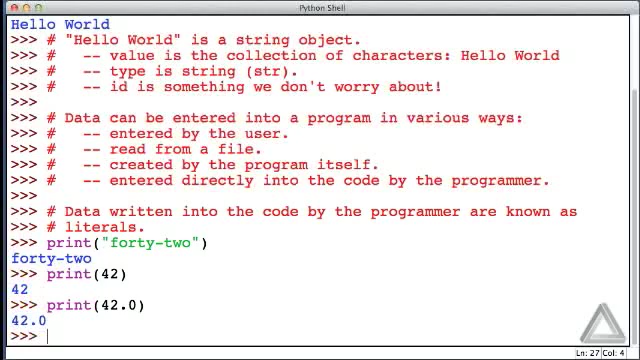 Python Shell
Hello World
>>> # "Hello World" is a string object.
>>> #   -- value is the collection of characters: Hello World
>>> #   -- type is string (str).
>>> #   -- id is something we don't worry about!
>>>
>>> # Data can be entered into a program in various ways:
>>> #   -- entered by the user.
>>> #   -- read from a file.
>>> #   -- created by the program itself.
>>> #   -- entered directly into the code by the programmer.
>>>
>>> # Data written into the code by the programmer are known as
>>> # literals.
>>> print("forty-two")
forty-two
>>> print(42)
42
>>> print(42.0)
42.0
>>>
Ln: 27 Col: 4